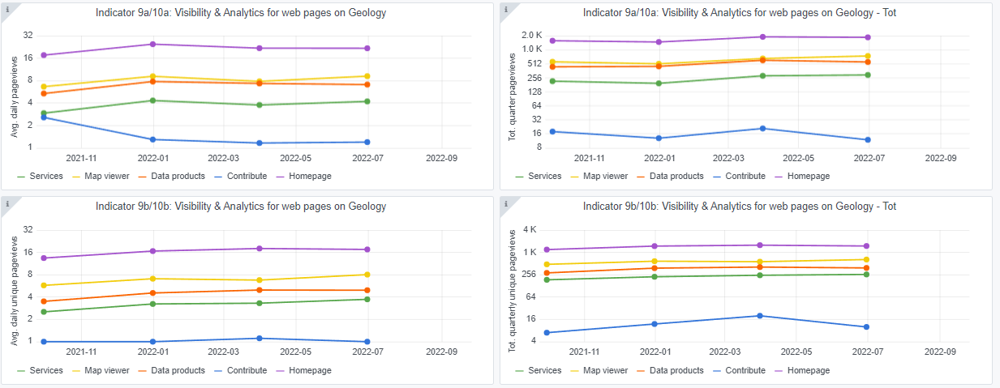 Indicator 9a/10a: Visibility & Analytics for web pages on Geology
Avg. daily pageviews
32
16
8
4
2
1
2021-11 2022-01 2022-03 2022-05 2022-07 2022-09
Services Map viewer Data products Contribute Homepage
Indicator 9a/10a: Visibility & Analytics for web pages on Geology - Tot
Tot. quarter pageviews
2.0 K
1.0 K
512
256
128
64
32
16
8
2021-11 2022-01 2022-03 2022-05 2022-07 2022-09
Services Map viewer Data products Contribute Homepage
Indicator 9b/10b: Visibility & Analytics for web pages on Geology
Avg. daily unique pageviews
32
16
8
4
2
1
2021-11 2022-01 2022-03 2022-05 2022-07 2022-09
Services Map viewer Data products Contribute Homepage
Indicator 9b/10b: Visibility & Analytics for web pages on Geology - Tot
Tot. quarterly unique pageviews
4 K
1 K
256
64
16
4
2021-11 2022-01 2022-03 2022-05 2022-07 2022-09
Services Map viewer Data products Contribute Homepage